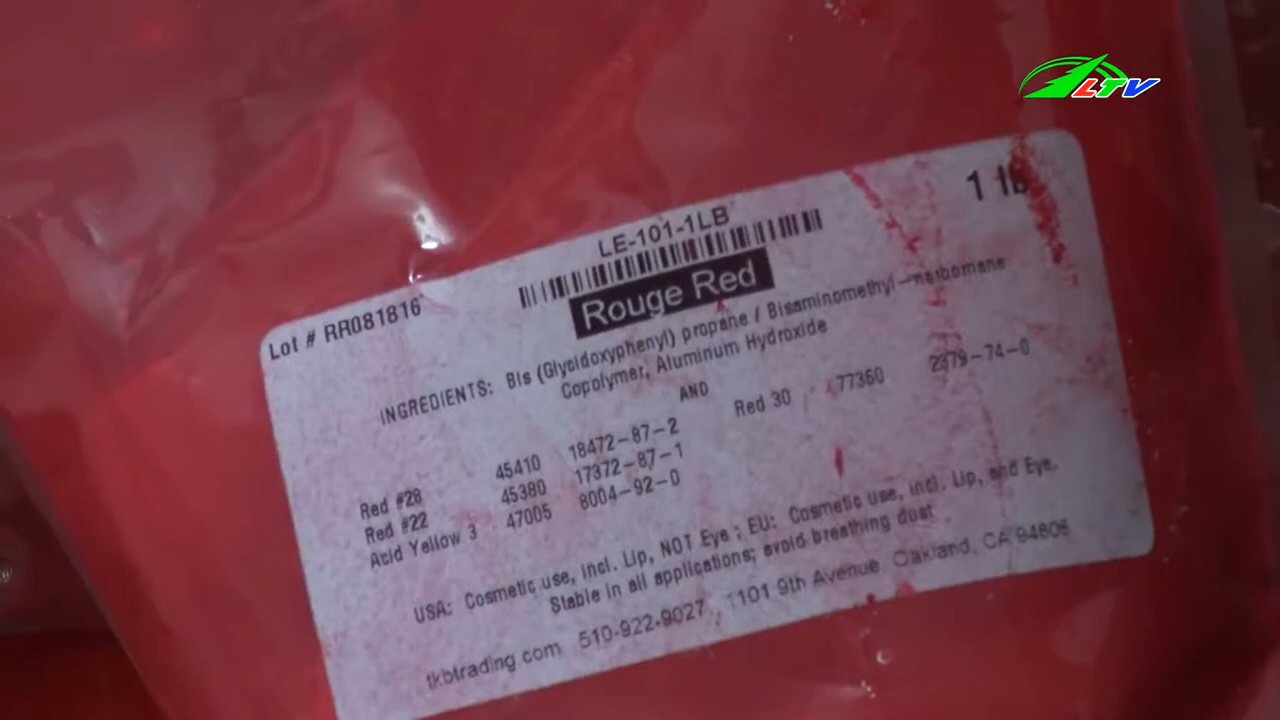 LTV
1 lb
LE-101-1LB
Rouge Red
Lot # RR081816
INGREDIENTS: Bis (Glycidoxyphenyl) propane / Bisaminomethyl-norbornane
Copolymer, Aluminum Hydroxide
AND
Red #28 45410 18472-87-2 Red 30 77360 2379-74-0
Red #22 45380 17372-87-1
Acid Yellow 3 47005 8004-92-0
USA: Cosmetic use, incl. Lip, NOT Eye ; EU: Cosmetic use, incl. Lip, and Eye.
Stable in all applications; avoid breathing dust
tkbtrading.com 510-922-9027 , 1101 9th Avenue, Oakland, CA 94606